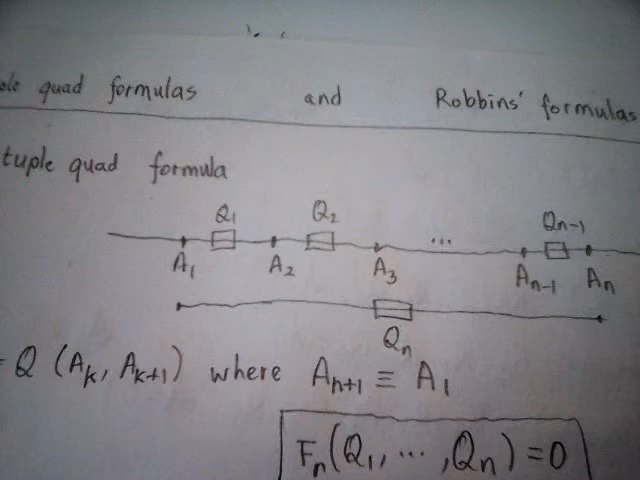 ple quad formulas and Robbins' formulas
tuple quad formula
Q₁ Q₂ Qn-1
A₁ A₂ A₃ ... An-1 An
Qn
= Q (Ak, Ak+1) where An+1 ≡ A₁
Fn(Q₁, ..., Qn) = 0